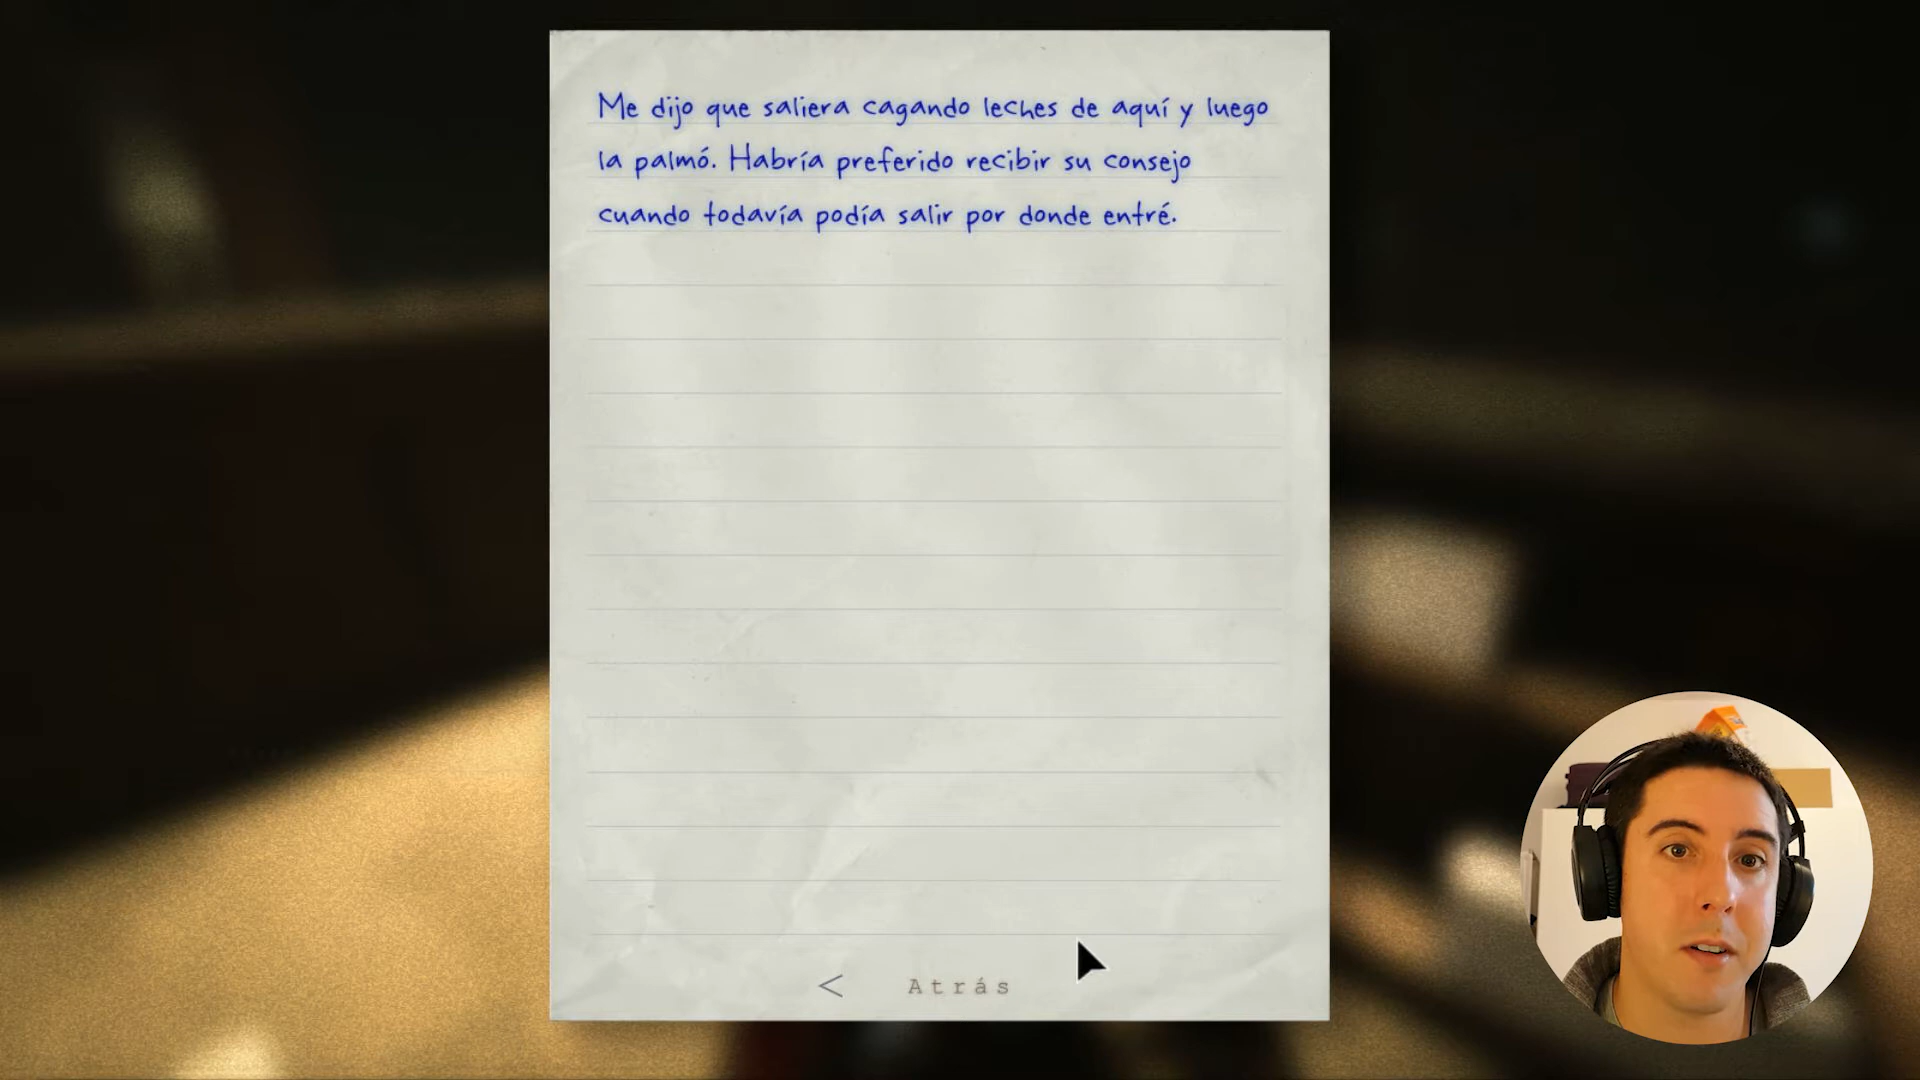 Me dijo que saliera cagando leches de aquí y luego
la palmó. Habría preferido recibir su consejo
cuando todavía podía salir por donde entré.
< Atrás